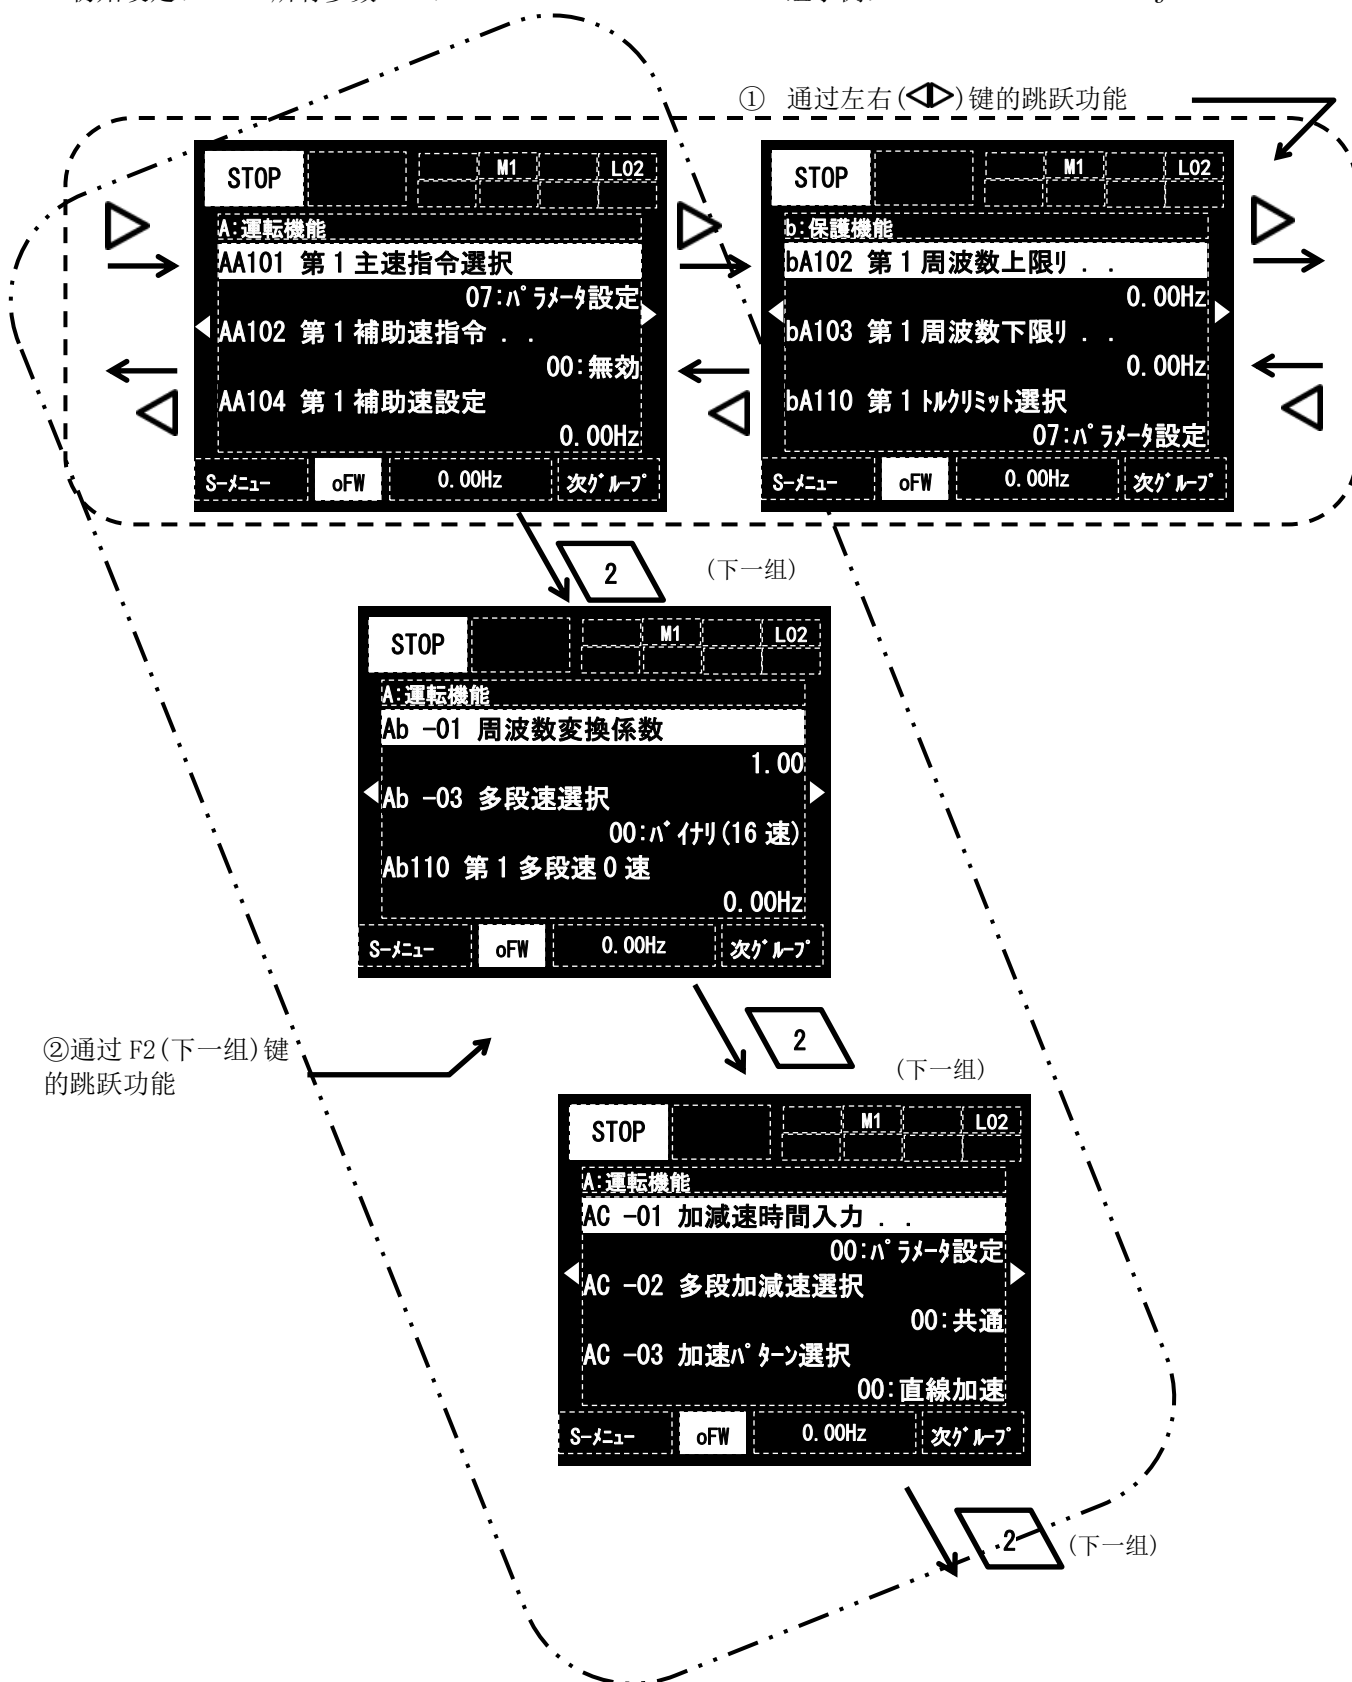 ① 通过左右(◁▷)键的跳跃功能
STOP M1 L02
A:運転機能
AA101 第1主速指令選択
07:ﾊﾟﾗﾒｰﾀ設定
AA102 第1補助速指令 . .
00:無効
AA104 第1補助速設定
0.00Hz
S-ﾒﾆｭｰ oFW 0.00Hz 次ｸﾞﾙｰﾌﾟ
STOP M1 L02
b:保護機能
bA102 第1周波数上限ﾘ . .
0.00Hz
bA103 第1周波数下限ﾘ . .
0.00Hz
bA110 第1ﾄﾙｸﾘﾐｯﾄ選択
07:ﾊﾟﾗﾒｰﾀ設定
S-ﾒﾆｭｰ oFW 0.00Hz 次ｸﾞﾙｰﾌﾟ
2 (下一组)
STOP M1 L02
A:運転機能
Ab -01 周波数変換係数
1.00
Ab -03 多段速選択
00:ﾊﾞｲﾅﾘ(16速)
Ab110 第1多段速0速
0.00Hz
S-ﾒﾆｭｰ oFW 0.00Hz 次ｸﾞﾙｰﾌﾟ
②通过 F2(下一组)键
的跳跃功能
2 (下一组)
STOP M1 L02
A:運転機能
AC -01 加減速時間入力 . .
00:ﾊﾟﾗﾒｰﾀ設定
AC -02 多段加減速選択
00:共通
AC -03 加速ﾊﾟﾀｰﾝ選択
00:直線加速
S-ﾒﾆｭｰ oFW 0.00Hz 次ｸﾞﾙｰﾌﾟ
2 (下一组)